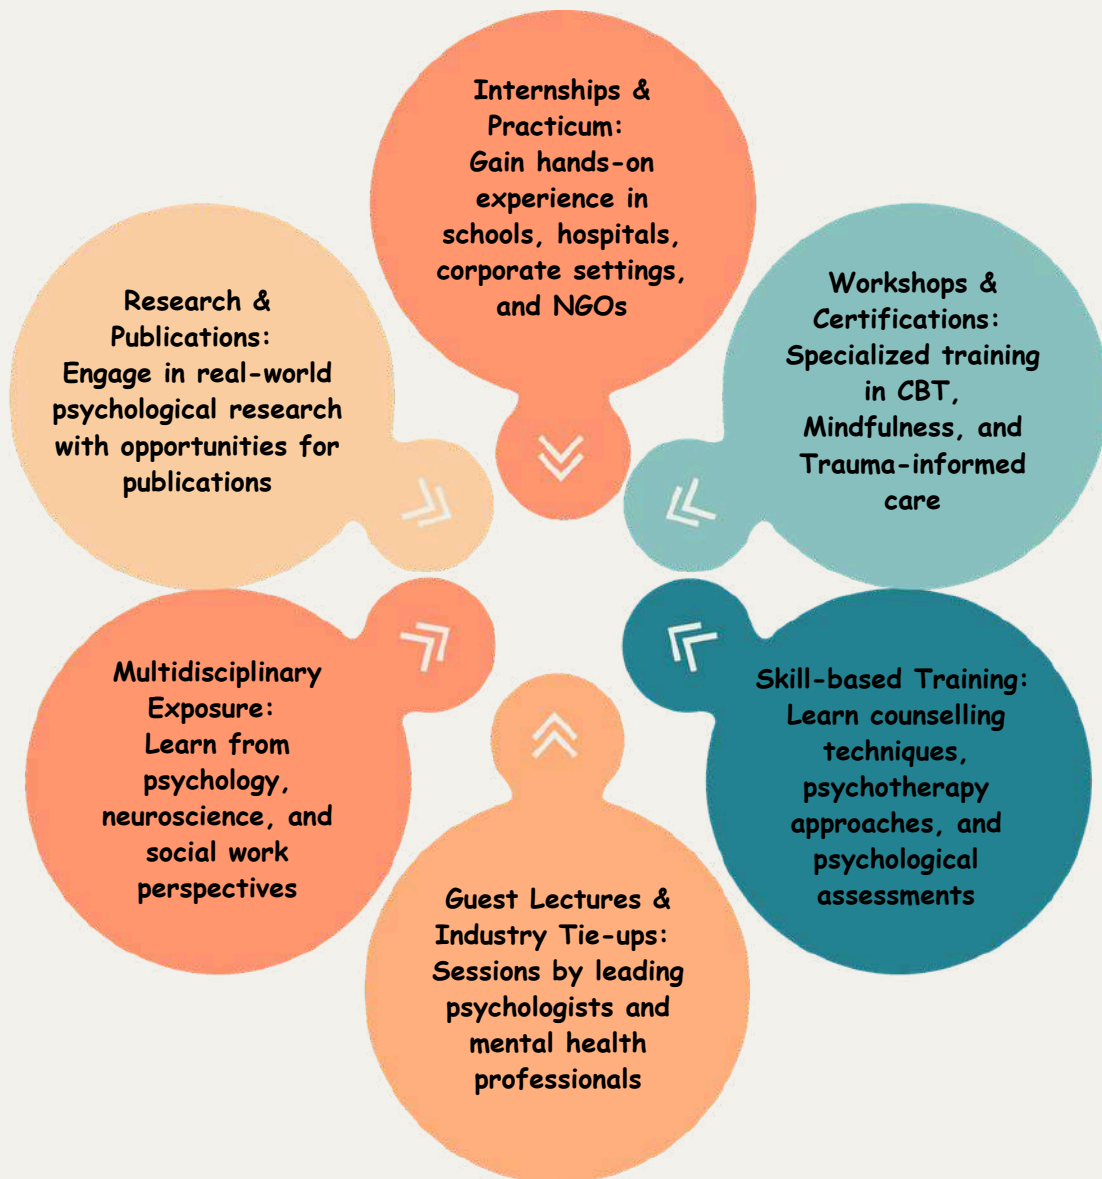 Internships &
Practicum:
Gain hands-on
experience in
schools, hospitals,
corporate settings,
and NGOs
Workshops &
Certifications:
Specialized training
in CBT,
Mindfulness, and
Trauma-informed
care
Skill-based Training:
Learn counselling
techniques,
psychotherapy
approaches, and
psychological
assessments
Guest Lectures &
Industry Tie-ups:
Sessions by leading
psychologists and
mental health
professionals
Multidisciplinary
Exposure:
Learn from
psychology,
neuroscience, and
social work
perspectives
Research &
Publications:
Engage in real-world
psychological research
with opportunities for
publications